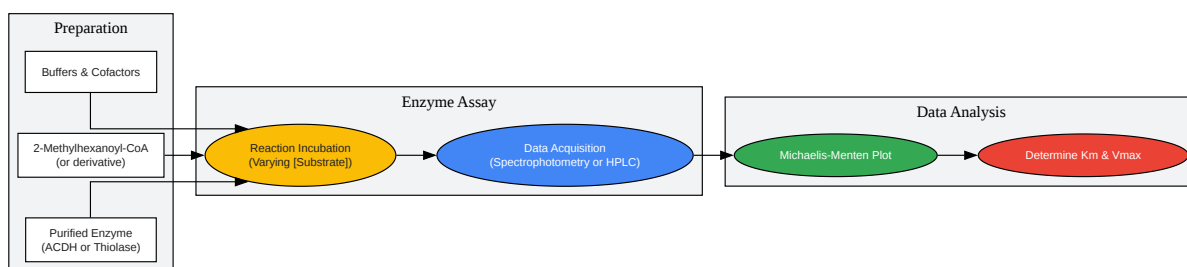 Preparation
Buffers & Cofactors
2-Methylhexanoyl-CoA
(or derivative)
Purified Enzyme
(ACDH or Thiolase)
Enzyme Assay
Reaction Incubation
(Varying [Substrate])
Data Acquisition
(Spectrophotometry or HPLC)
Data Analysis
Michaelis-Menten Plot
Determine Km & Vmax